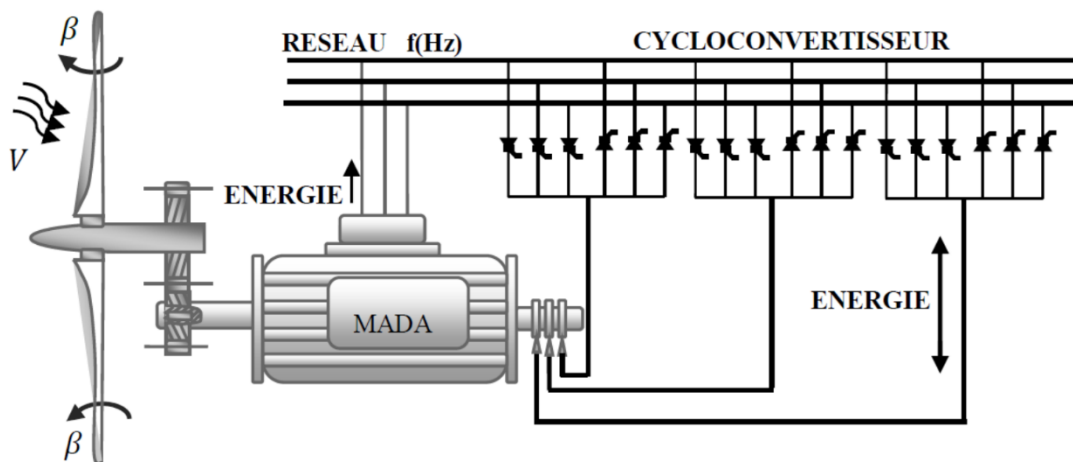 β
RESEAU f(Hz)
CYCLOCONVERTISSEUR
V
ENERGIE
ENERGIE
MADA
β